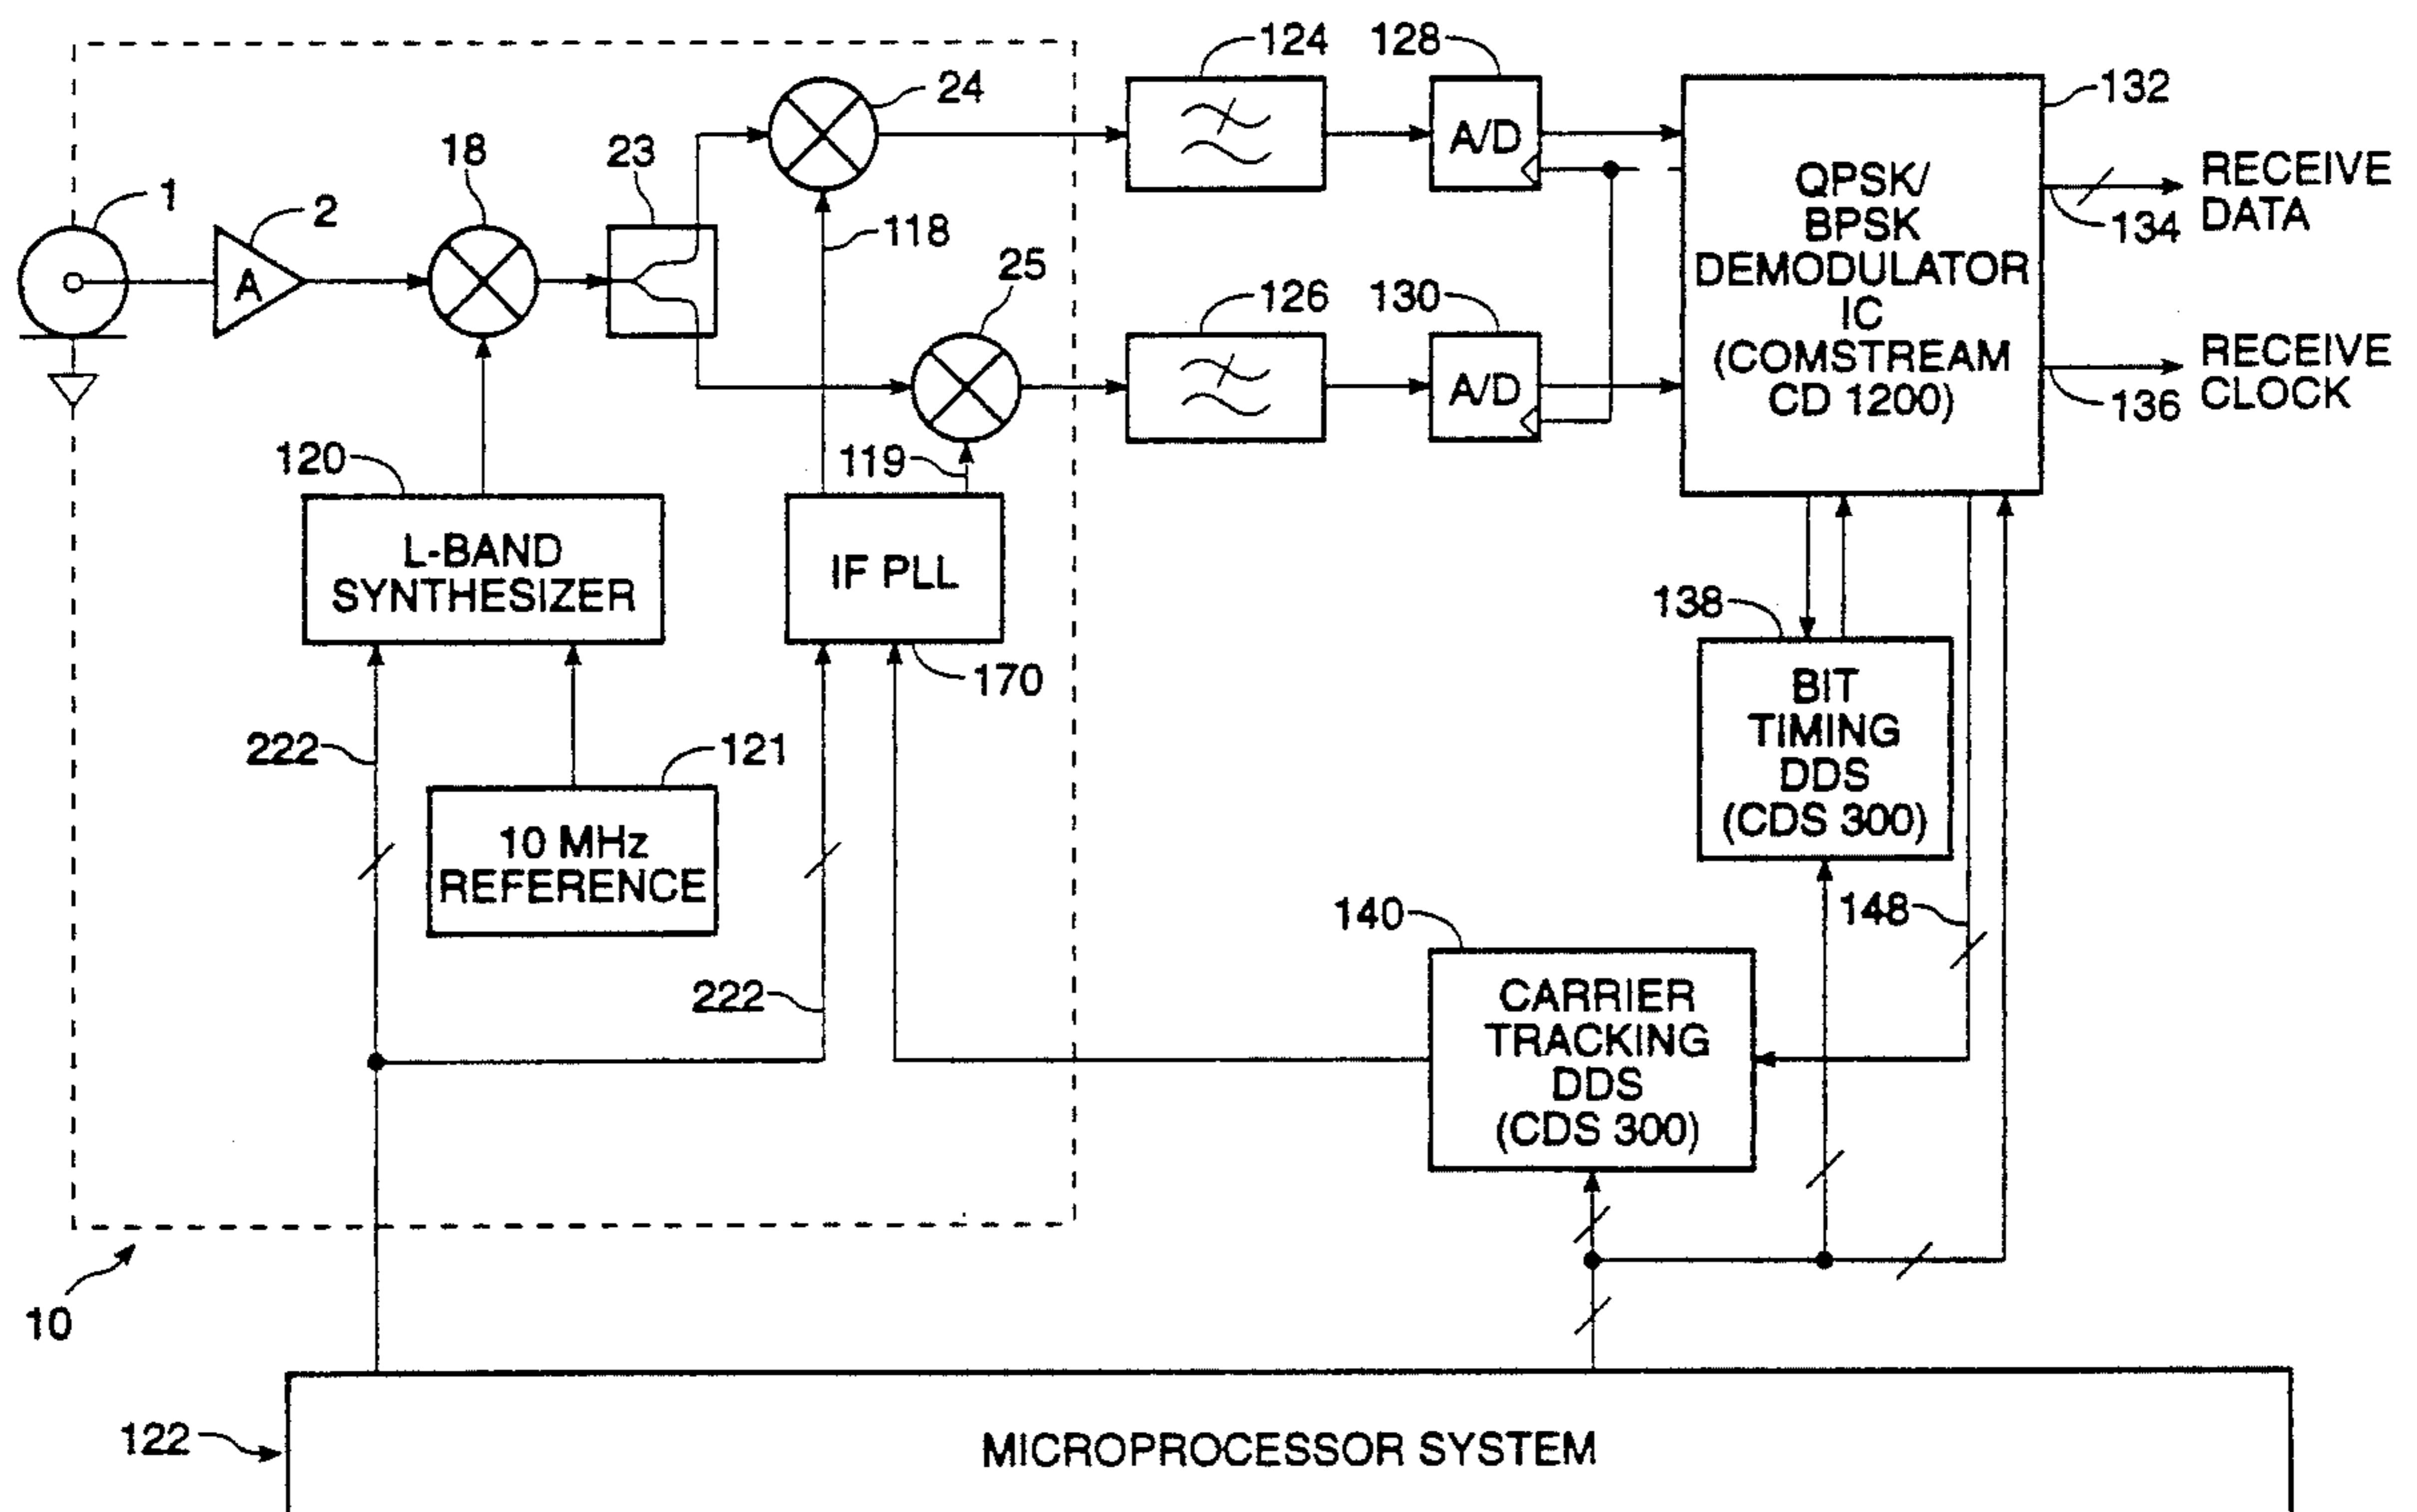 124
128
132
24
18
23
1
2
A
A/D
QPSK/
BPSK
DEMODULATOR
IC
(COMSTREAM
CD 1200)
RECEIVE
DATA
134
118
25
126
130
A/D
RECEIVE
CLOCK
136
120
119
L-BAND
SYNTHESIZER
IF PLL
138
170
BIT
TIMING
DDS
(CDS 300)
222
121
10 MHz
REFERENCE
140
148
222
CARRIER
TRACKING
DDS
(CDS 300)
10
122
MICROPROCESSOR SYSTEM